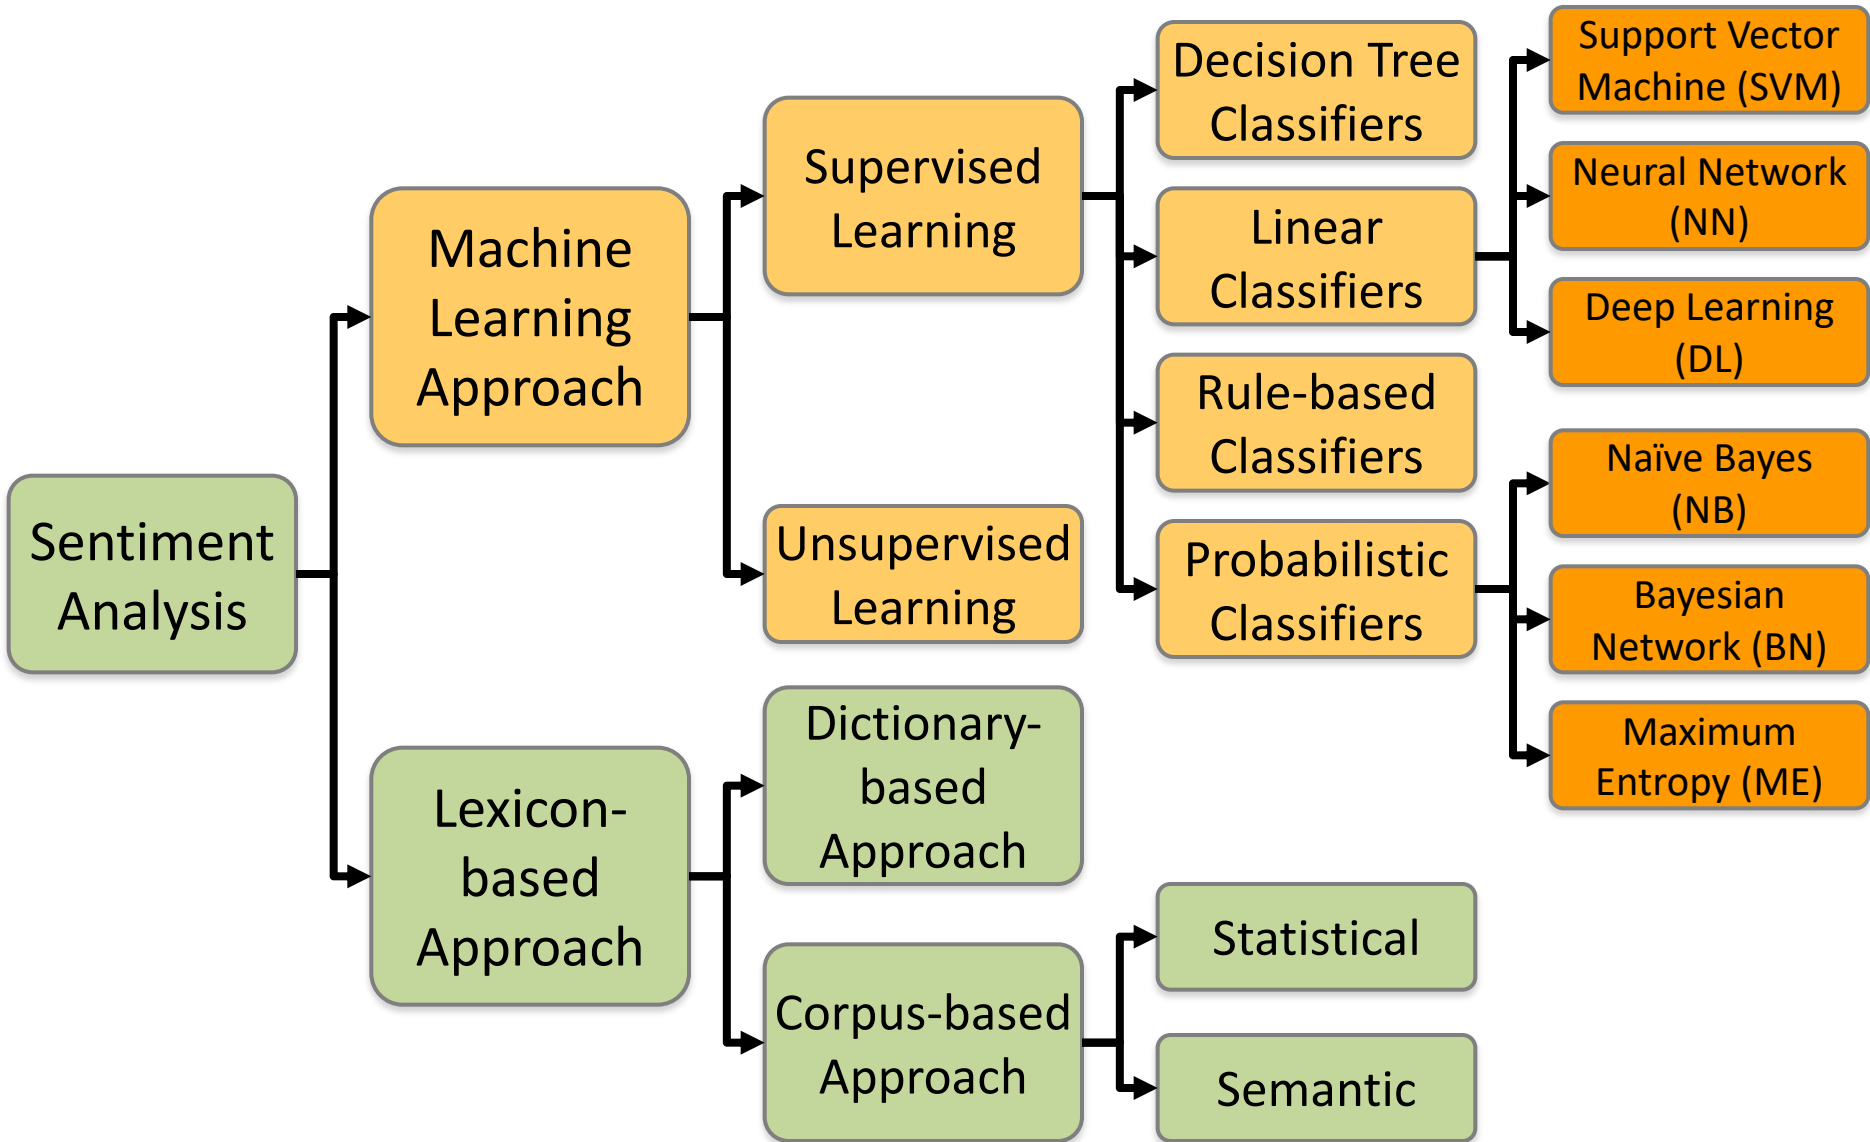 Sentiment
Analysis
Machine
Learning
Approach
Lexicon-
based
Approach
Supervised
Learning
Unsupervised
Learning
Dictionary-
based
Approach
Corpus-based
Approach
Decision Tree
Classifiers
Linear
Classifiers
Rule-based
Classifiers
Probabilistic
Classifiers
Statistical
Semantic
Support Vector
Machine (SVM)
Neural Network
(NN)
Deep Learning
(DL)
Naïve Bayes
(NB)
Bayesian
Network (BN)
Maximum
Entropy (ME)